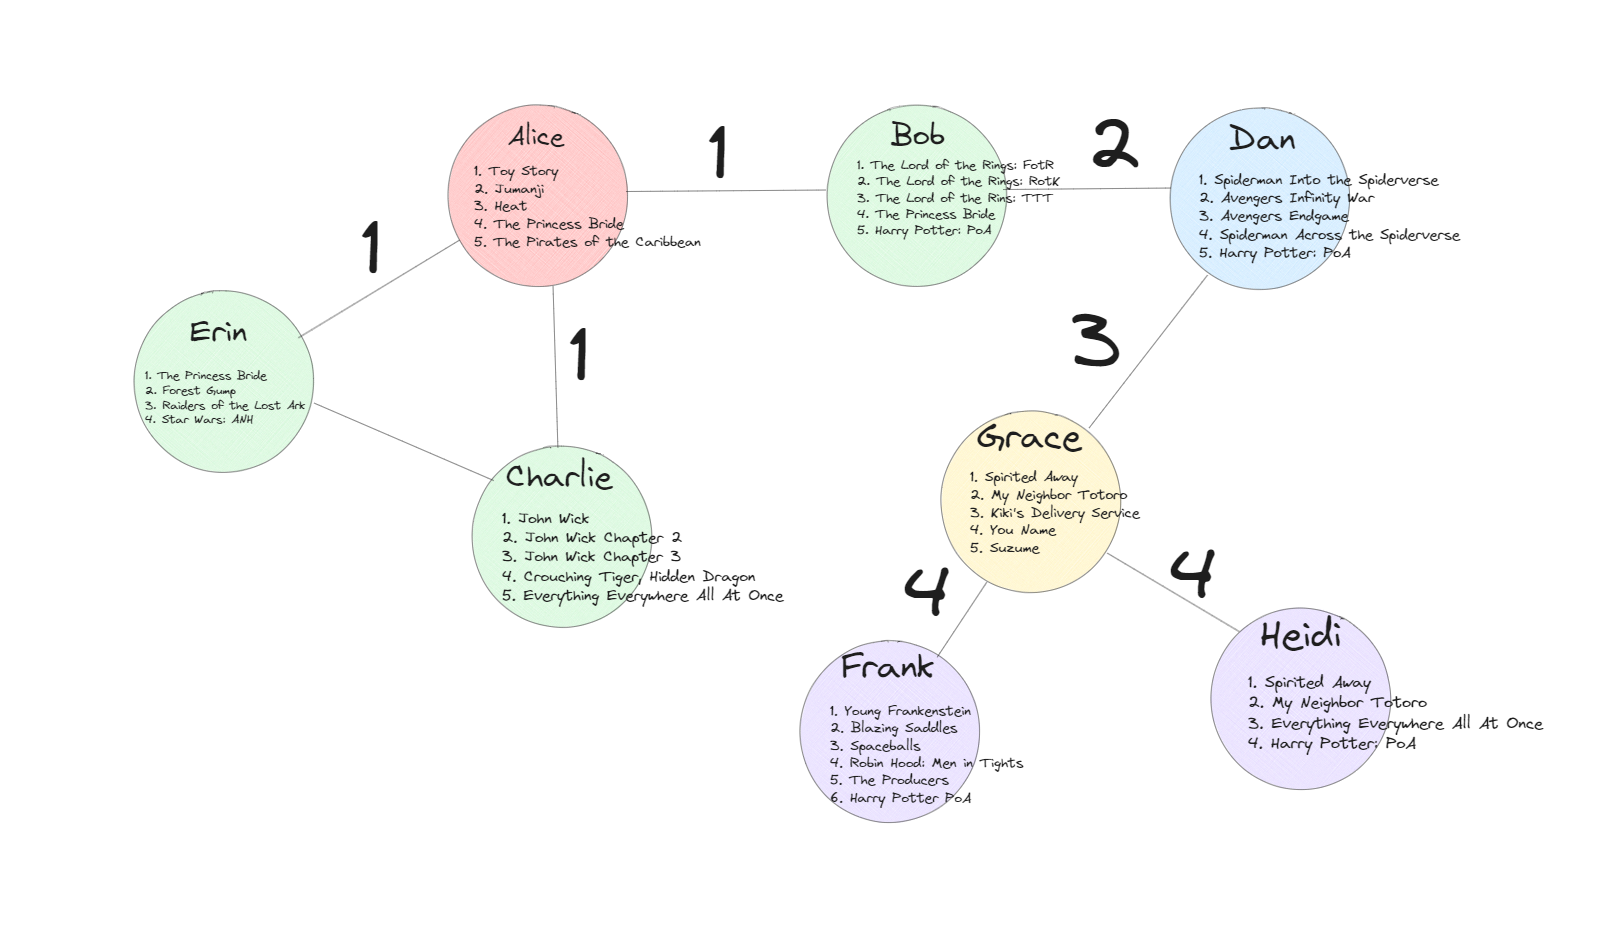 Alice
1. Toy Story
2. Jumanji
3. Heat
4. The Princess Bride
5. The Pirates of the Caribbean
1
Bob
1. The Lord of the Rings: FotR
2. The Lord of the Rings: RotK
3. The Lord of the Rins: TTT
4. The Princess Bride
5. Harry Potter: PoA
2
Dan
1. Spiderman Into the Spiderverse
2. Avengers Infinity War
3. Avengers Endgame
4. Spiderman Across the Spiderverse
5. Harry Potter: PoA
1
Erin
1. The Princess Bride
2. Forest Gump
3. Raiders of the Lost Ark
4. Star Wars: ANH
1
3
Charlie
1. John Wick
2. John Wick Chapter 2
3. John Wick Chapter 3
4. Crouching Tiger, Hidden Dragon
5. Everything Everywhere All At Once
Grace
1. Spirited Away
2. My Neighbor Totoro
3. Kiki's Delivery Service
4. You Name
5. Suzume
4
4
Frank
1. Young Frankenstein
2. Blazing Saddles
3. Spaceballs
4. Robin Hood: Men in Tights
5. The Producers
6. Harry Potter PoA
Heidi
1. Spirited Away
2. My Neighbor Totoro
3. Everything Everywhere All At Once
4. Harry Potter: PoA